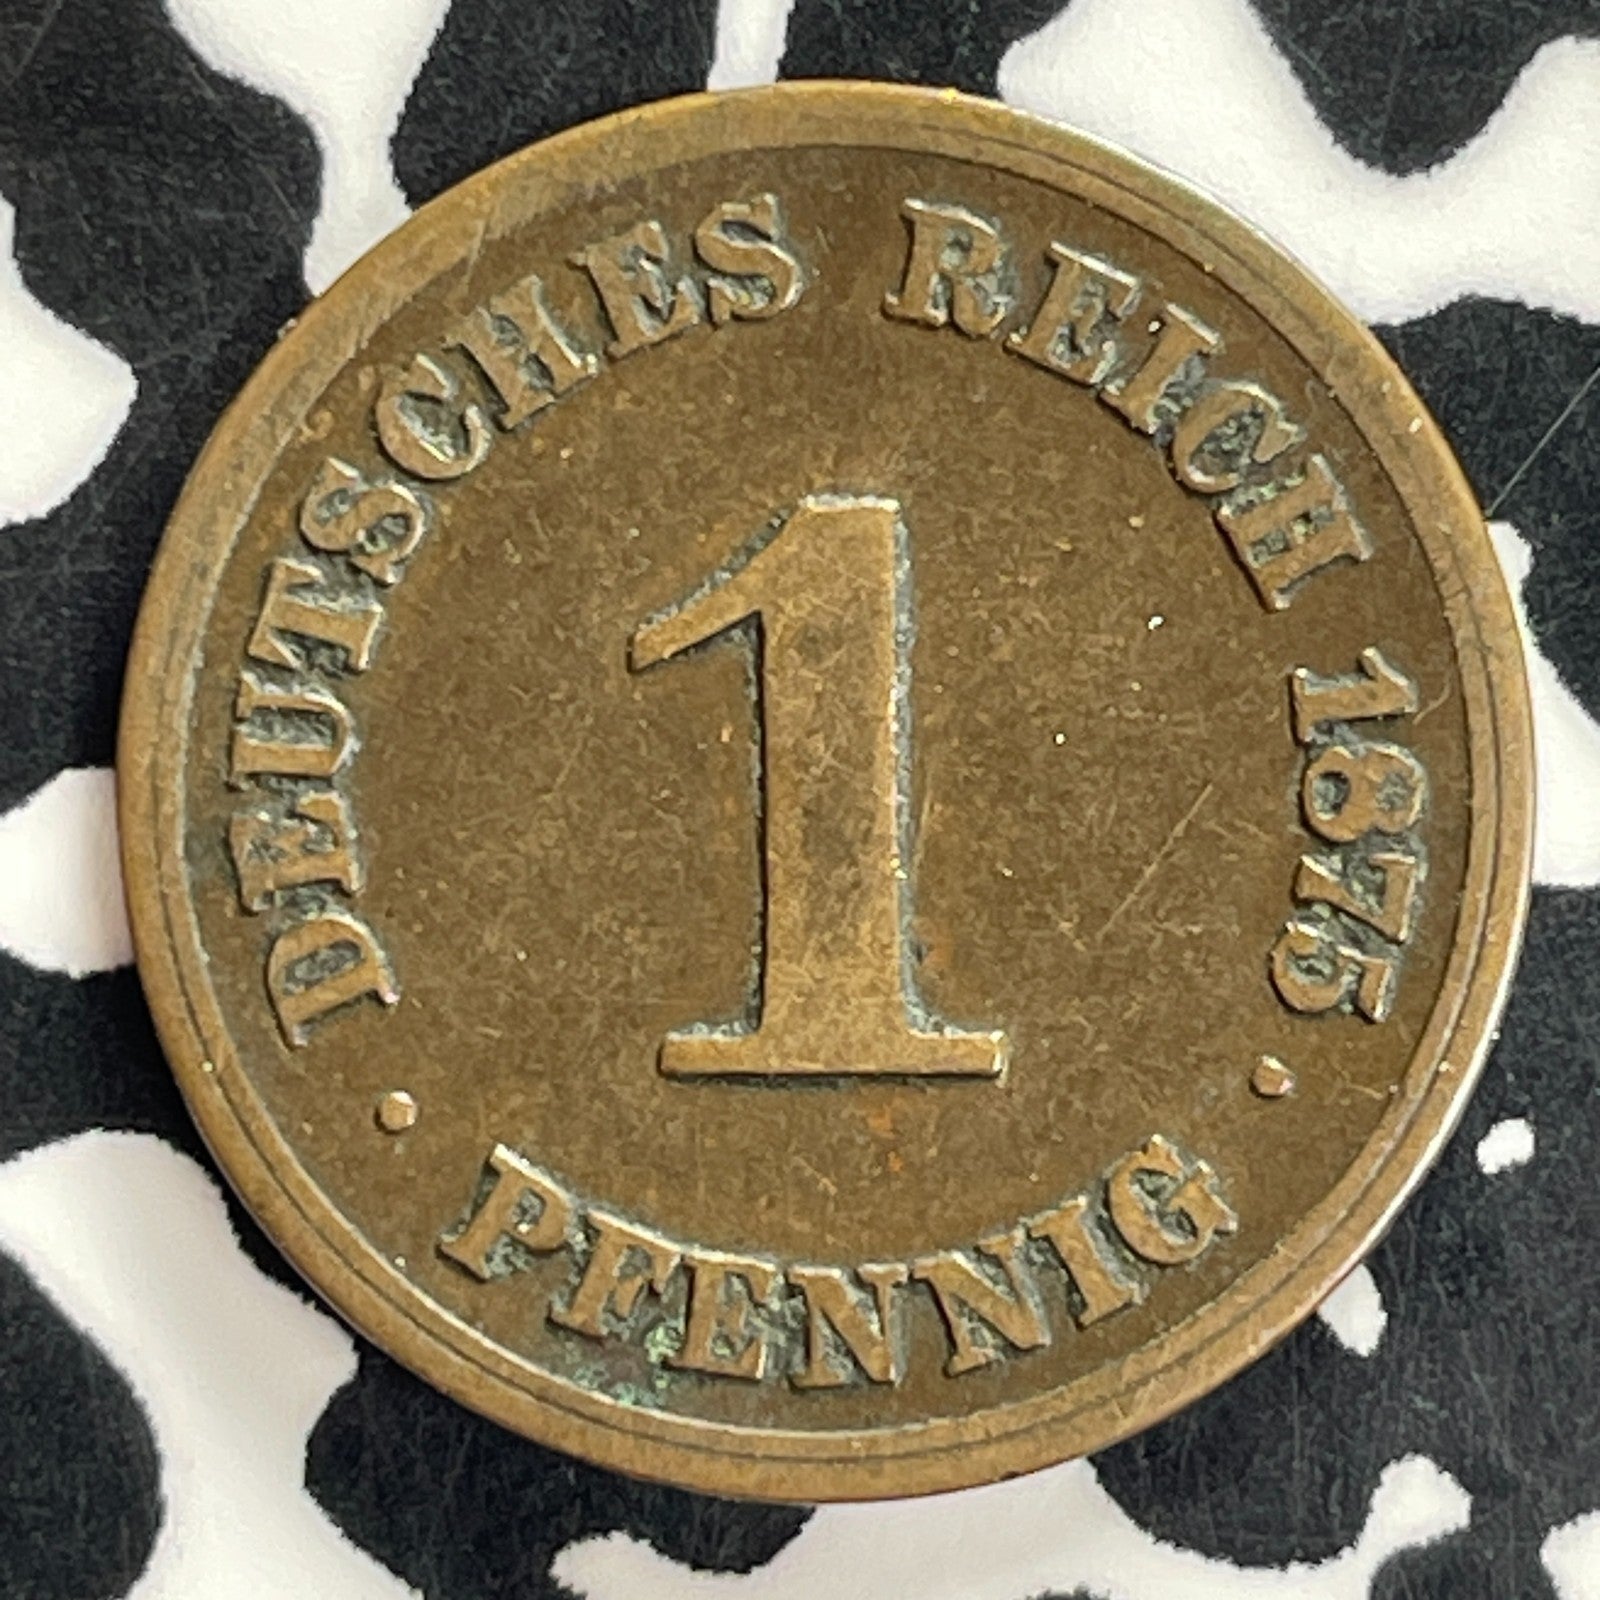 DEUTSCHES REICH 1875
1
· PFENNIG ·